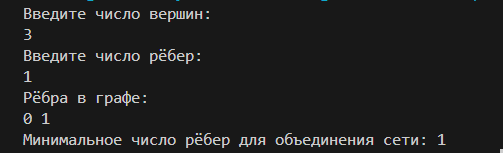 Введите число вершин:
3
Введите число рёбер:
1
Рёбра в графе:
0 1
Минимальное число рёбер для объединения сети: 1